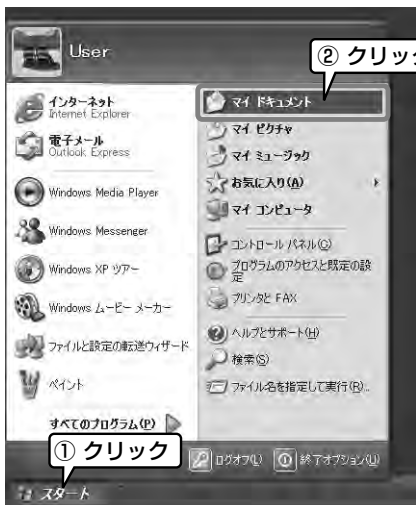 User
② クリック
インターネット
Internet Explorer
電子メール
Outlook Express
Windows Media Player
Windows Messenger
Windows XP ツアー
Windows ムービー メーカー
ファイルと設定の転送ウィザード
ペイント
すべてのプログラム(P)
マイ ドキュメント
マイ ピクチャ
マイ ミュージック
お気に入り(A)
マイ コンピュータ
コントロール パネル(C)
プログラムのアクセスと既定の設
定
プリンタと FAX
ヘルプとサポート(H)
検索(S)
ファイル名を指定して実行(R)...
① クリック
ログオフ(L)
終了オプション(U)
スタート